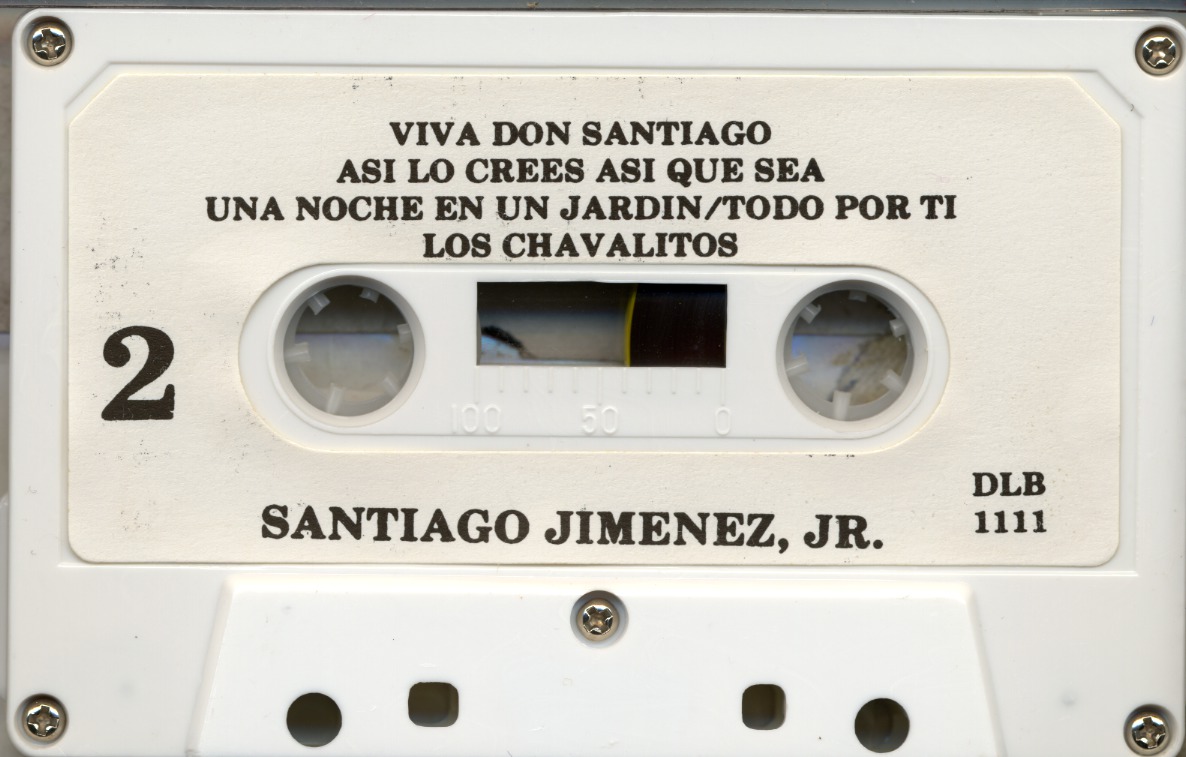 VIVA DON SANTIAGO
ASI LO CREES ASI QUE SEA
UNA NOCHE EN UN JARDIN/TODO POR TI
LOS CHAVALITOS
2
100 50 0
DLB
1111
SANTIAGO JIMENEZ, JR.